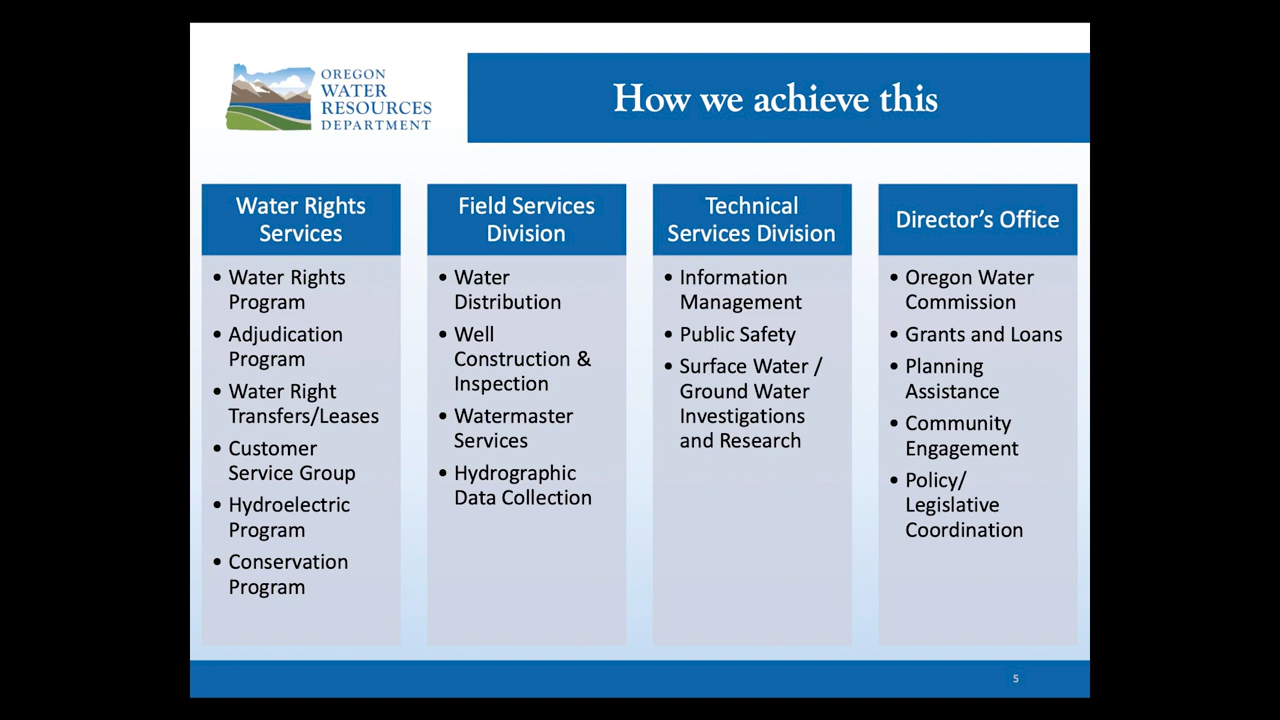 OREGON
WATER
RESOURCES
DEPARTMENT
How we achieve this
Water Rights
Services
• Water Rights
Program
• Adjudication
Program
• Water Right
Transfers/Leases
• Customer
Service Group
• Hydroelectric
Program
• Conservation
Program
Field Services
Division
• Water
Distribution
• Well
Construction &
Inspection
• Watermaster
Services
• Hydrographic
Data Collection
Technical
Services Division
• Information
Management
• Public Safety
• Surface Water /
Ground Water
Investigations
and Research
Director’s Office
• Oregon Water
Commission
• Grants and Loans
• Planning
Assistance
• Community
Engagement
• Policy/
Legislative
Coordination
5